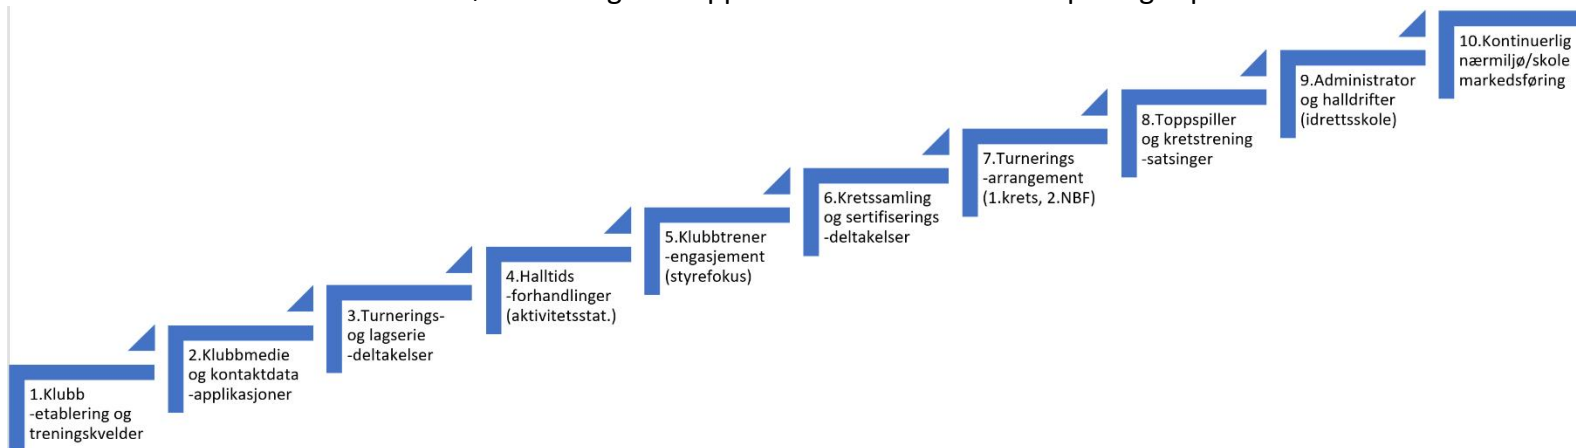 1.Klubb
-etablering og
treningskvelder
2.Klubbmedie
og kontaktdata
-applikasjoner
3.Turnerings-
og lagserie
-deltakelser
4.Halltids
-forhandlinger
(aktivitetsstat.)
5.Klubbtrener
-engasjement
(styrefokus)
6.Kretssamling
og sertifiserings
-deltakelser
7.Turnerings
-arrangement
(1.krets, 2.NBF)
8.Toppspiller
og kretstrening
-satsinger
9.Administrator
og halldrifter
(idrettsskole)
10.Kontinuerlig
nærmiljø/skole
markedsføring